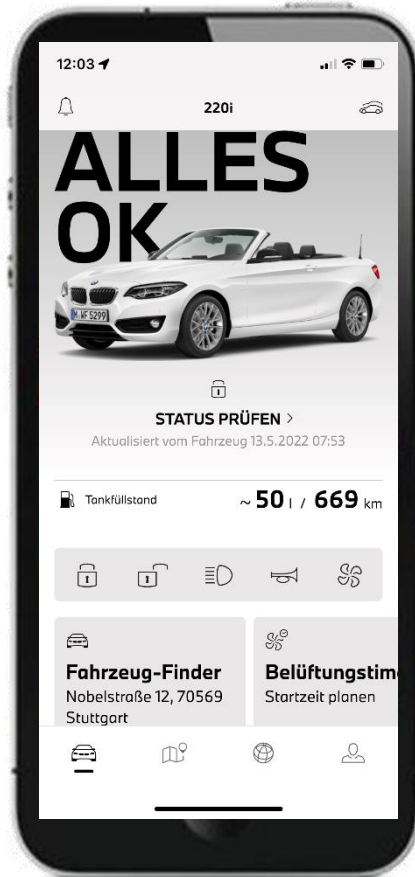 12:03
220i
ALLES
OK
M WF 5299
STATUS PRÜFEN >
Aktualisiert vom Fahrzeug 13.5.2022 07:53
Tankfüllstand ~ 50 l / 669 km
Fahrzeug-Finder
Nobelstraße 12, 70569
Stuttgart
Belüftungstim
Startzeit planen